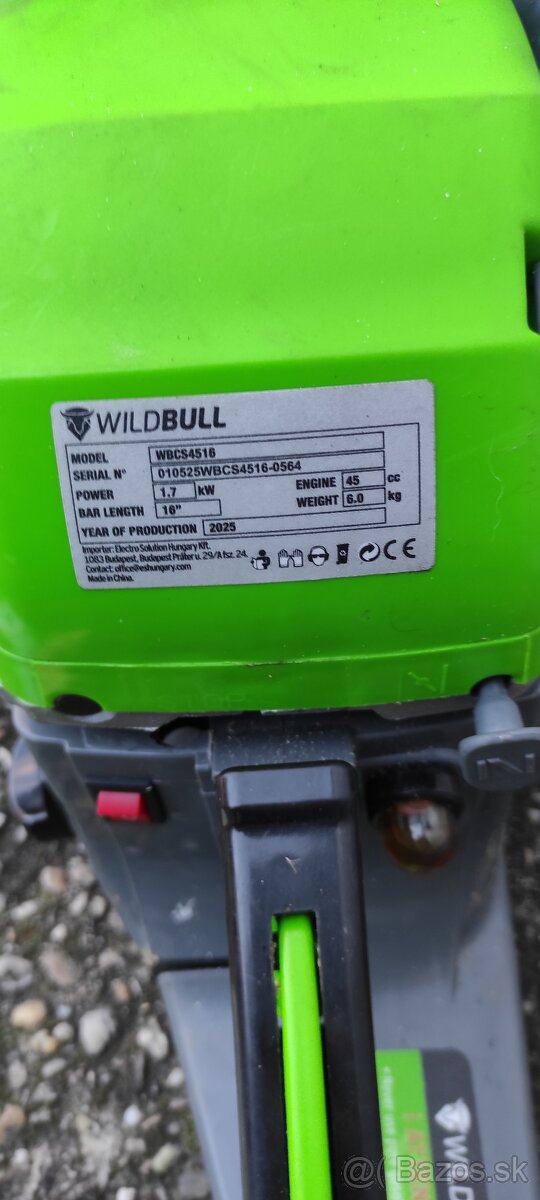 WILDBULL
MODEL WBCS4516
SERIAL N° 010525WBCS4516-0564
POWER 1.7 kW ENGINE 45 cc
BAR LENGTH 16" WEIGHT 6.0 kg
YEAR OF PRODUCTION 2025
Importer: Electro Solution Hungary Kft.
1083 Budapest, Budapest Práter u. 29/A fsz. 24.
Contact: office@eshungary.com
Made in China.
CE
STOP
WILD
Bazos.sk